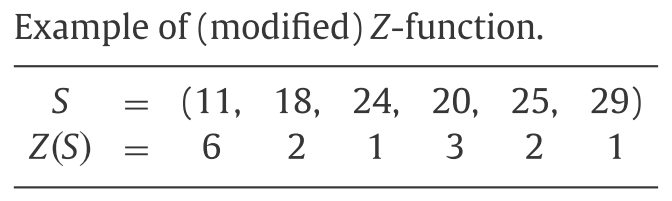 Example of (modified) Z-function.
S = (11, 18, 24, 20, 25, 29)
Z(S) = 6 2 1 3 2 1